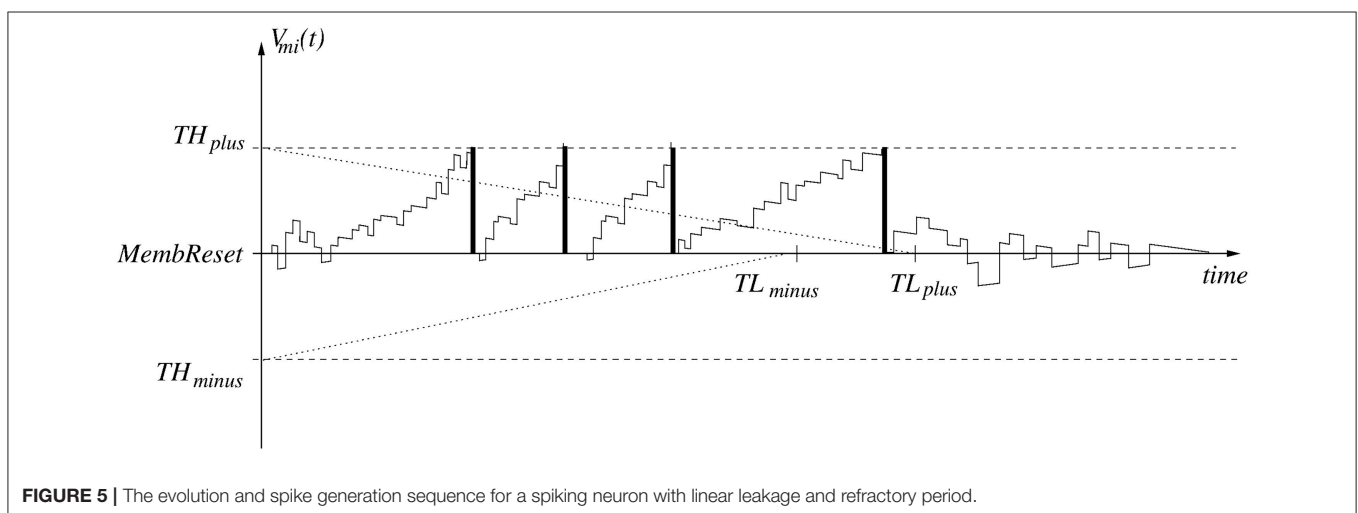 V_mi(t)
TH_plus
MembReset
TL_minus
TL_plus
time
TH_minus
FIGURE 5 | The evolution and spike generation sequence for a spiking neuron with linear leakage and refractory period.